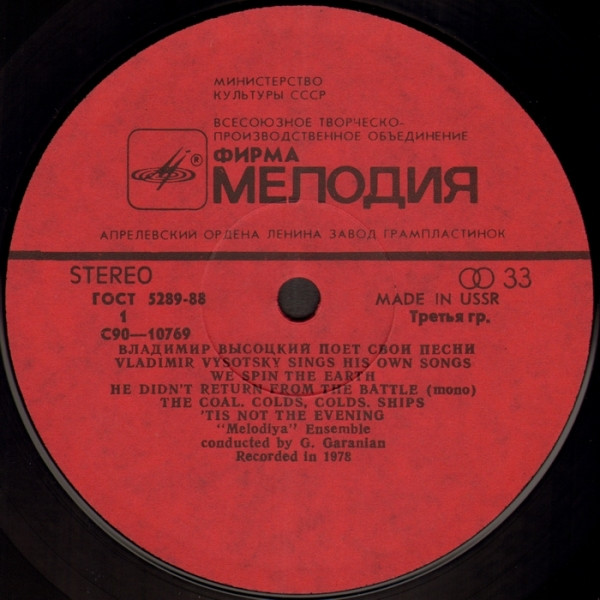 МИНИСТЕРСТВО
КУЛЬТУРЫ СССР
ВСЕСОЮЗНОЕ ТВОРЧЕСКО-
ПРОИЗВОДСТВЕННОЕ ОБЪЕДИНЕНИЕ
ФИРМА
®
МЕЛОДИЯ
АПРЕЛЕВСКИЙ ОРДЕНА ЛЕНИНА ЗАВОД ГРАМПЛАСТИНОК
STEREO
33
ГОСТ 5289-88
MADE IN USSR
1
Третья гр.
С90—10769
ВЛАДИМИР ВЫСОЦКИЙ ПОЕТ СВОИ ПЕСНИ
VLADIMIR VYSOTSKY SINGS HIS OWN SONGS
WE SPIN THE EARTH
HE DIDN'T RETURN FROM THE BATTLE (mono)
THE COAL. COLDS, COLDS. SHIPS
'TIS NOT THE EVENING
"Melodiya" Ensemble
conducted by G. Garanian
Recorded in 1978